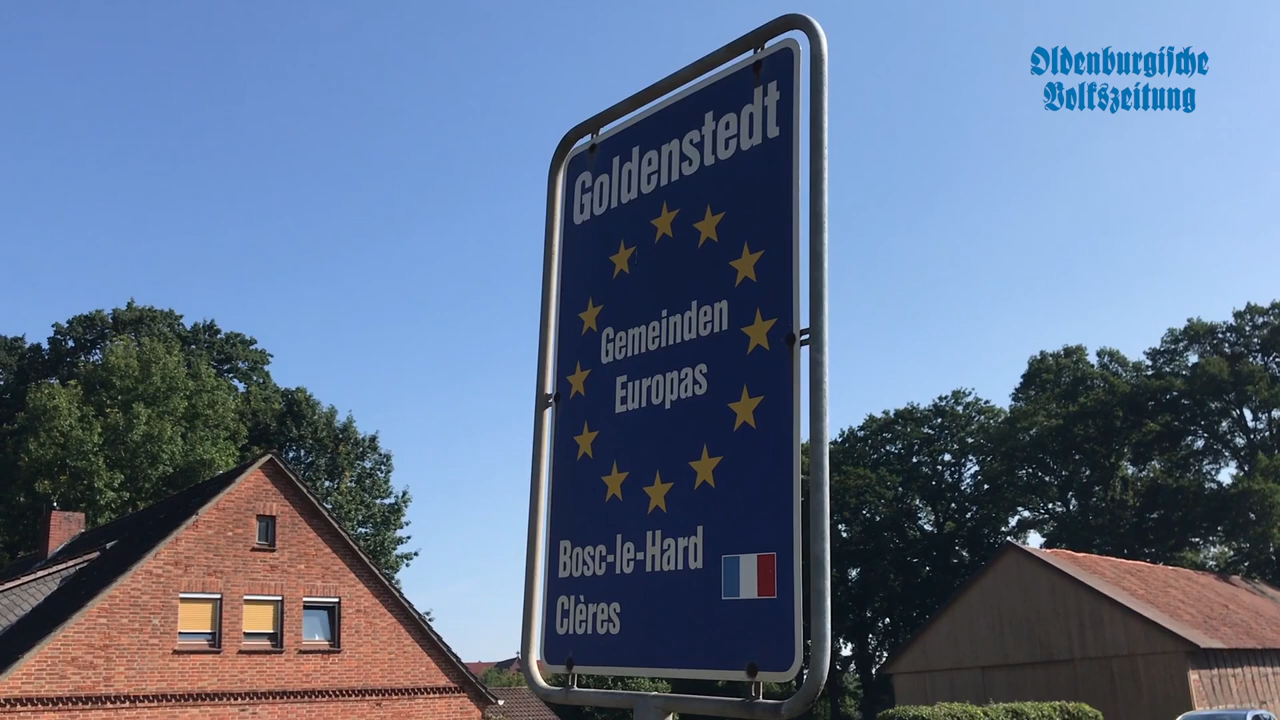 Oldenburgische
Volkszeitung
Goldenstedt
Gemeinden
Europas
Bosc-le-Hard
Clères